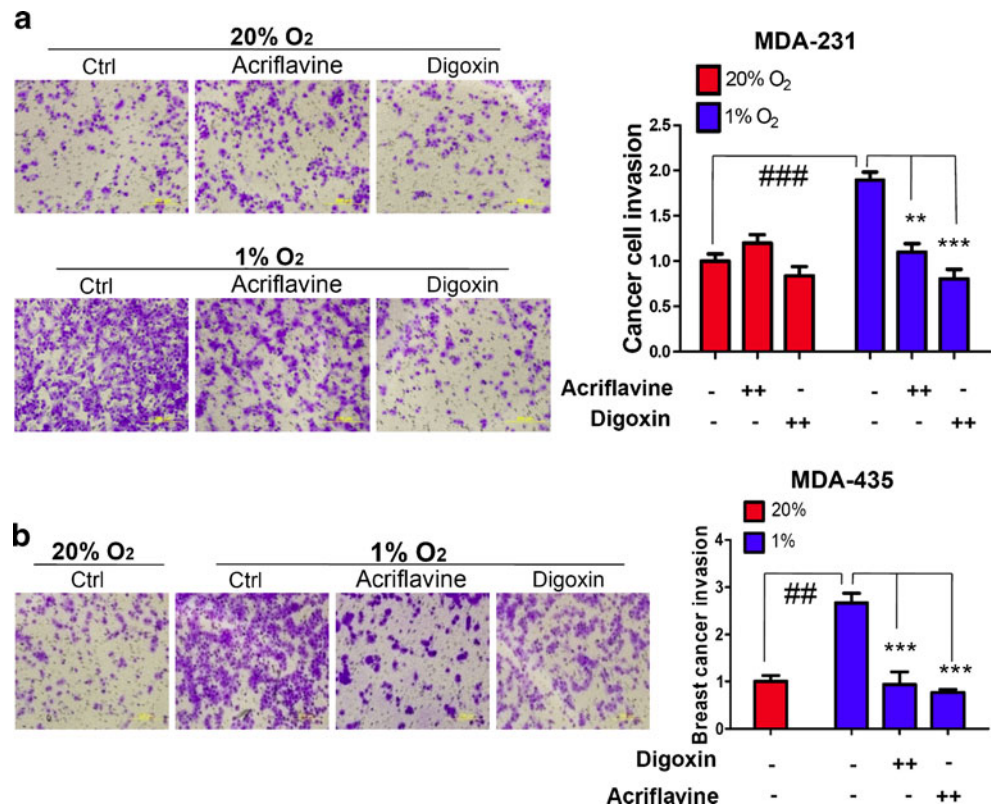 a
20% O2
Ctrl Acriflavine Digoxin
1% O2
Ctrl Acriflavine Digoxin
MDA-231
20% O2
1% O2
Cancer cell invasion
2.5
2.0
1.5
1.0
0.5
0.0
###
**
***
Acriflavine - ++ - - ++ -
Digoxin - - ++ - - ++
b
20% O2
Ctrl
1% O2
Ctrl Acriflavine Digoxin
MDA-435
20%
1%
Breast cancer invasion
4
3
2
1
0
##
***
***
Digoxin - - ++ -
Acriflavine - - - ++